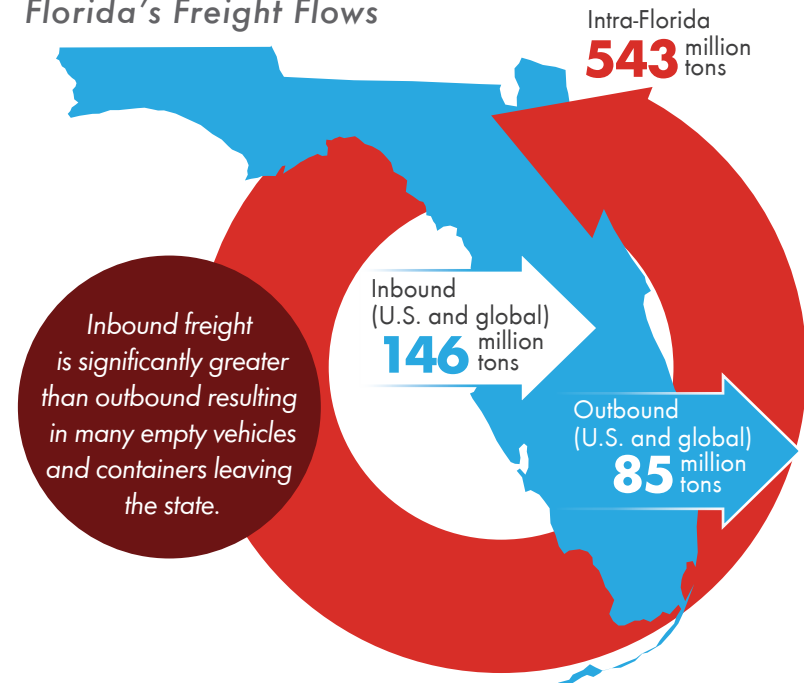 Florida's Freight Flows
Intra-Florida
543 million tons
Inbound
(U.S. and global)
146 million tons
Inbound freight
is significantly greater
than outbound resulting
in many empty vehicles
and containers leaving
the state.
Outbound
(U.S. and global)
85 million tons